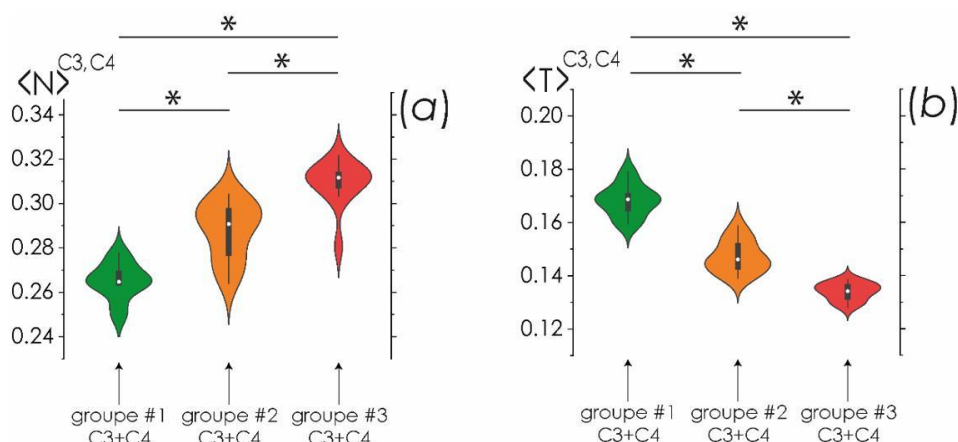 *
C3, C4
<N>
*
*
(a)
0.34
0.32
0.30
0.28
0.26
0.24
groupe #1
C3+C4
groupe #2
C3+C4
groupe #3
C3+C4
*
C3, C4
<T>
*
*
(b)
0.20
0.18
0.16
0.14
0.12
groupe #1
C3+C4
groupe #2
C3+C4
groupe #3
C3+C4